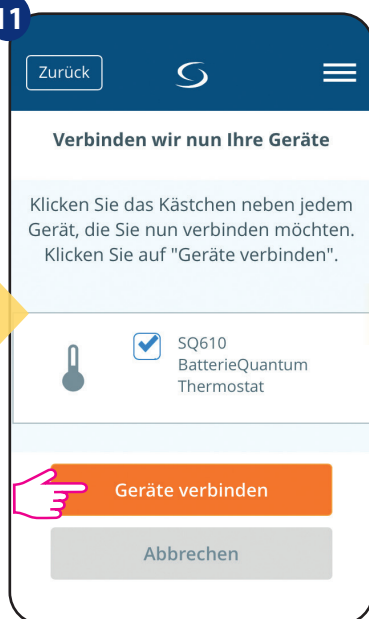 11
Zurück
Verbinden wir nun Ihre Geräte
Klicken Sie das Kästchen neben jedem
Gerät, die Sie nun verbinden möchten.
Klicken Sie auf "Geräte verbinden".
SQ610
BatterieQuantum
Thermostat
Geräte verbinden
Abbrechen